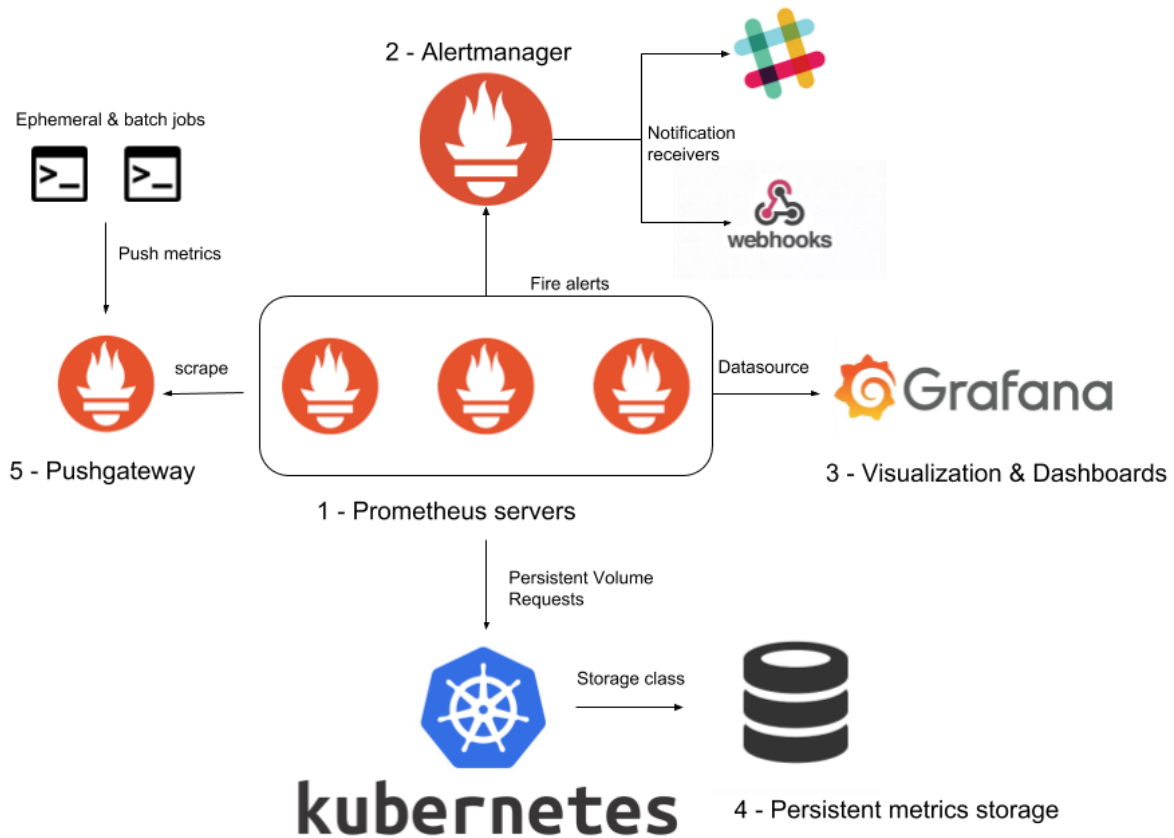 2 - Alertmanager
Ephemeral & batch jobs
>_ >_
Notification
receivers
webhooks
Push metrics
Fire alerts
scrape
Datasource
Grafana
5 - Pushgateway
3 - Visualization & Dashboards
1 - Prometheus servers
Persistent Volume
Requests
Storage class
kubernetes
4 - Persistent metrics storage